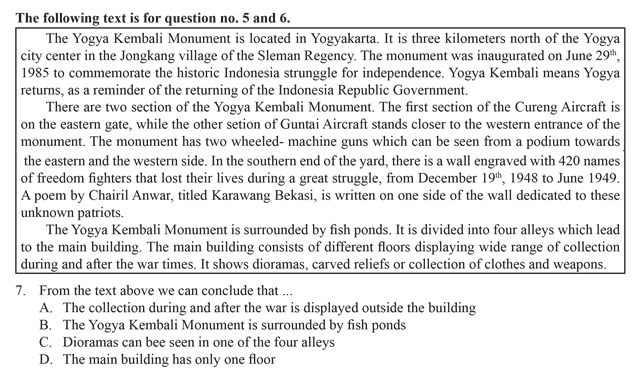 The following text is for question no. 5 and 6.
The Yogya Kembali Monument is located in Yogyakarta. It is three kilometers north of the Yogya
city center in the Jongkang village of the Sleman Regency. The monument was inaugurated on June 29th,
1985 to commemorate the historic Indonesia strunggle for independence. Yogya Kembali means Yogya
returns, as a reminder of the returning of the Indonesia Republic Government.
There are two section of the Yogya Kembali Monument. The first section of the Cureng Aircraft is
on the eastern gate, while the other setion of Guntai Aircraft stands closer to the western entrance of the
monument. The monument has two wheeled- machine guns which can be seen from a podium towards
the eastern and the western side. In the southern end of the yard, there is a wall engraved with 420 names
of freedom fighters that lost their lives during a great struggle, from December 19th, 1948 to June 1949.
A poem by Chairil Anwar, titled Karawang Bekasi, is written on one side of the wall dedicated to these
unknown patriots.
The Yogya Kembali Monument is surrounded by fish ponds. It is divided into four alleys which lead
to the main building. The main building consists of different floors displaying wide range of collection
during and after the war times. It shows dioramas, carved reliefs or collection of clothes and weapons.
7. From the text above we can conclude that ...
A. The collection during and after the war is displayed outside the building
B. The Yogya Kembali Monument is surrounded by fish ponds
C. Dioramas can bee seen in one of the four alleys
D. The main building has only one floor